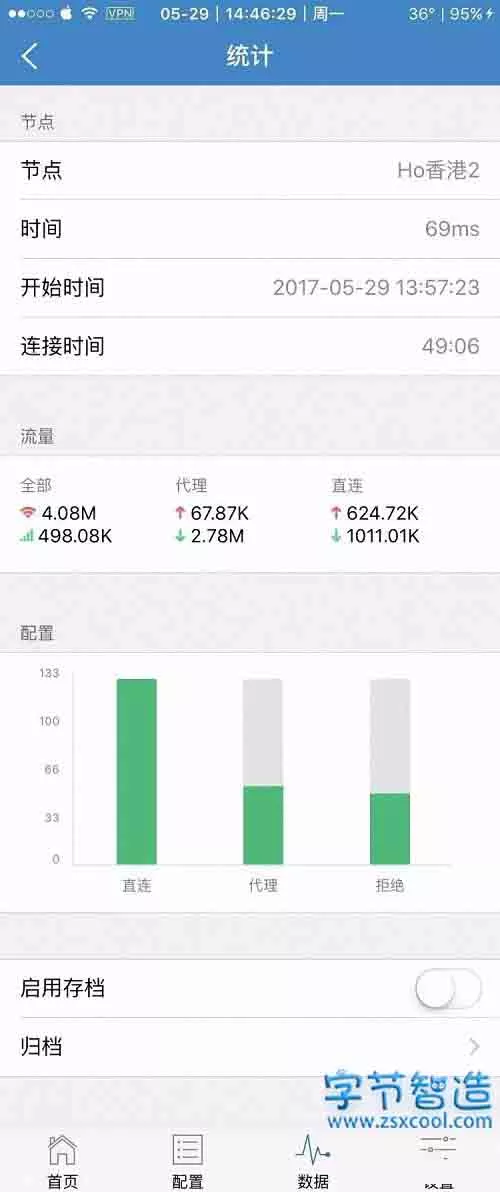 VPN 05-29 | 14:46:29 | 周一 36° | 95%
统计
节点
节点 Ho香港2
时间 69ms
开始时间 2017-05-29 13:57:23
连接时间 49:06
流量
全部 代理 直连
4.08M 67.87K 624.72K
498.08K 2.78M 1011.01K
配置
133
100
66
33
0
直连 代理 拒绝
启用存档
归档
字节智造
www.zsxcool.com
首页 配置 数据 设置